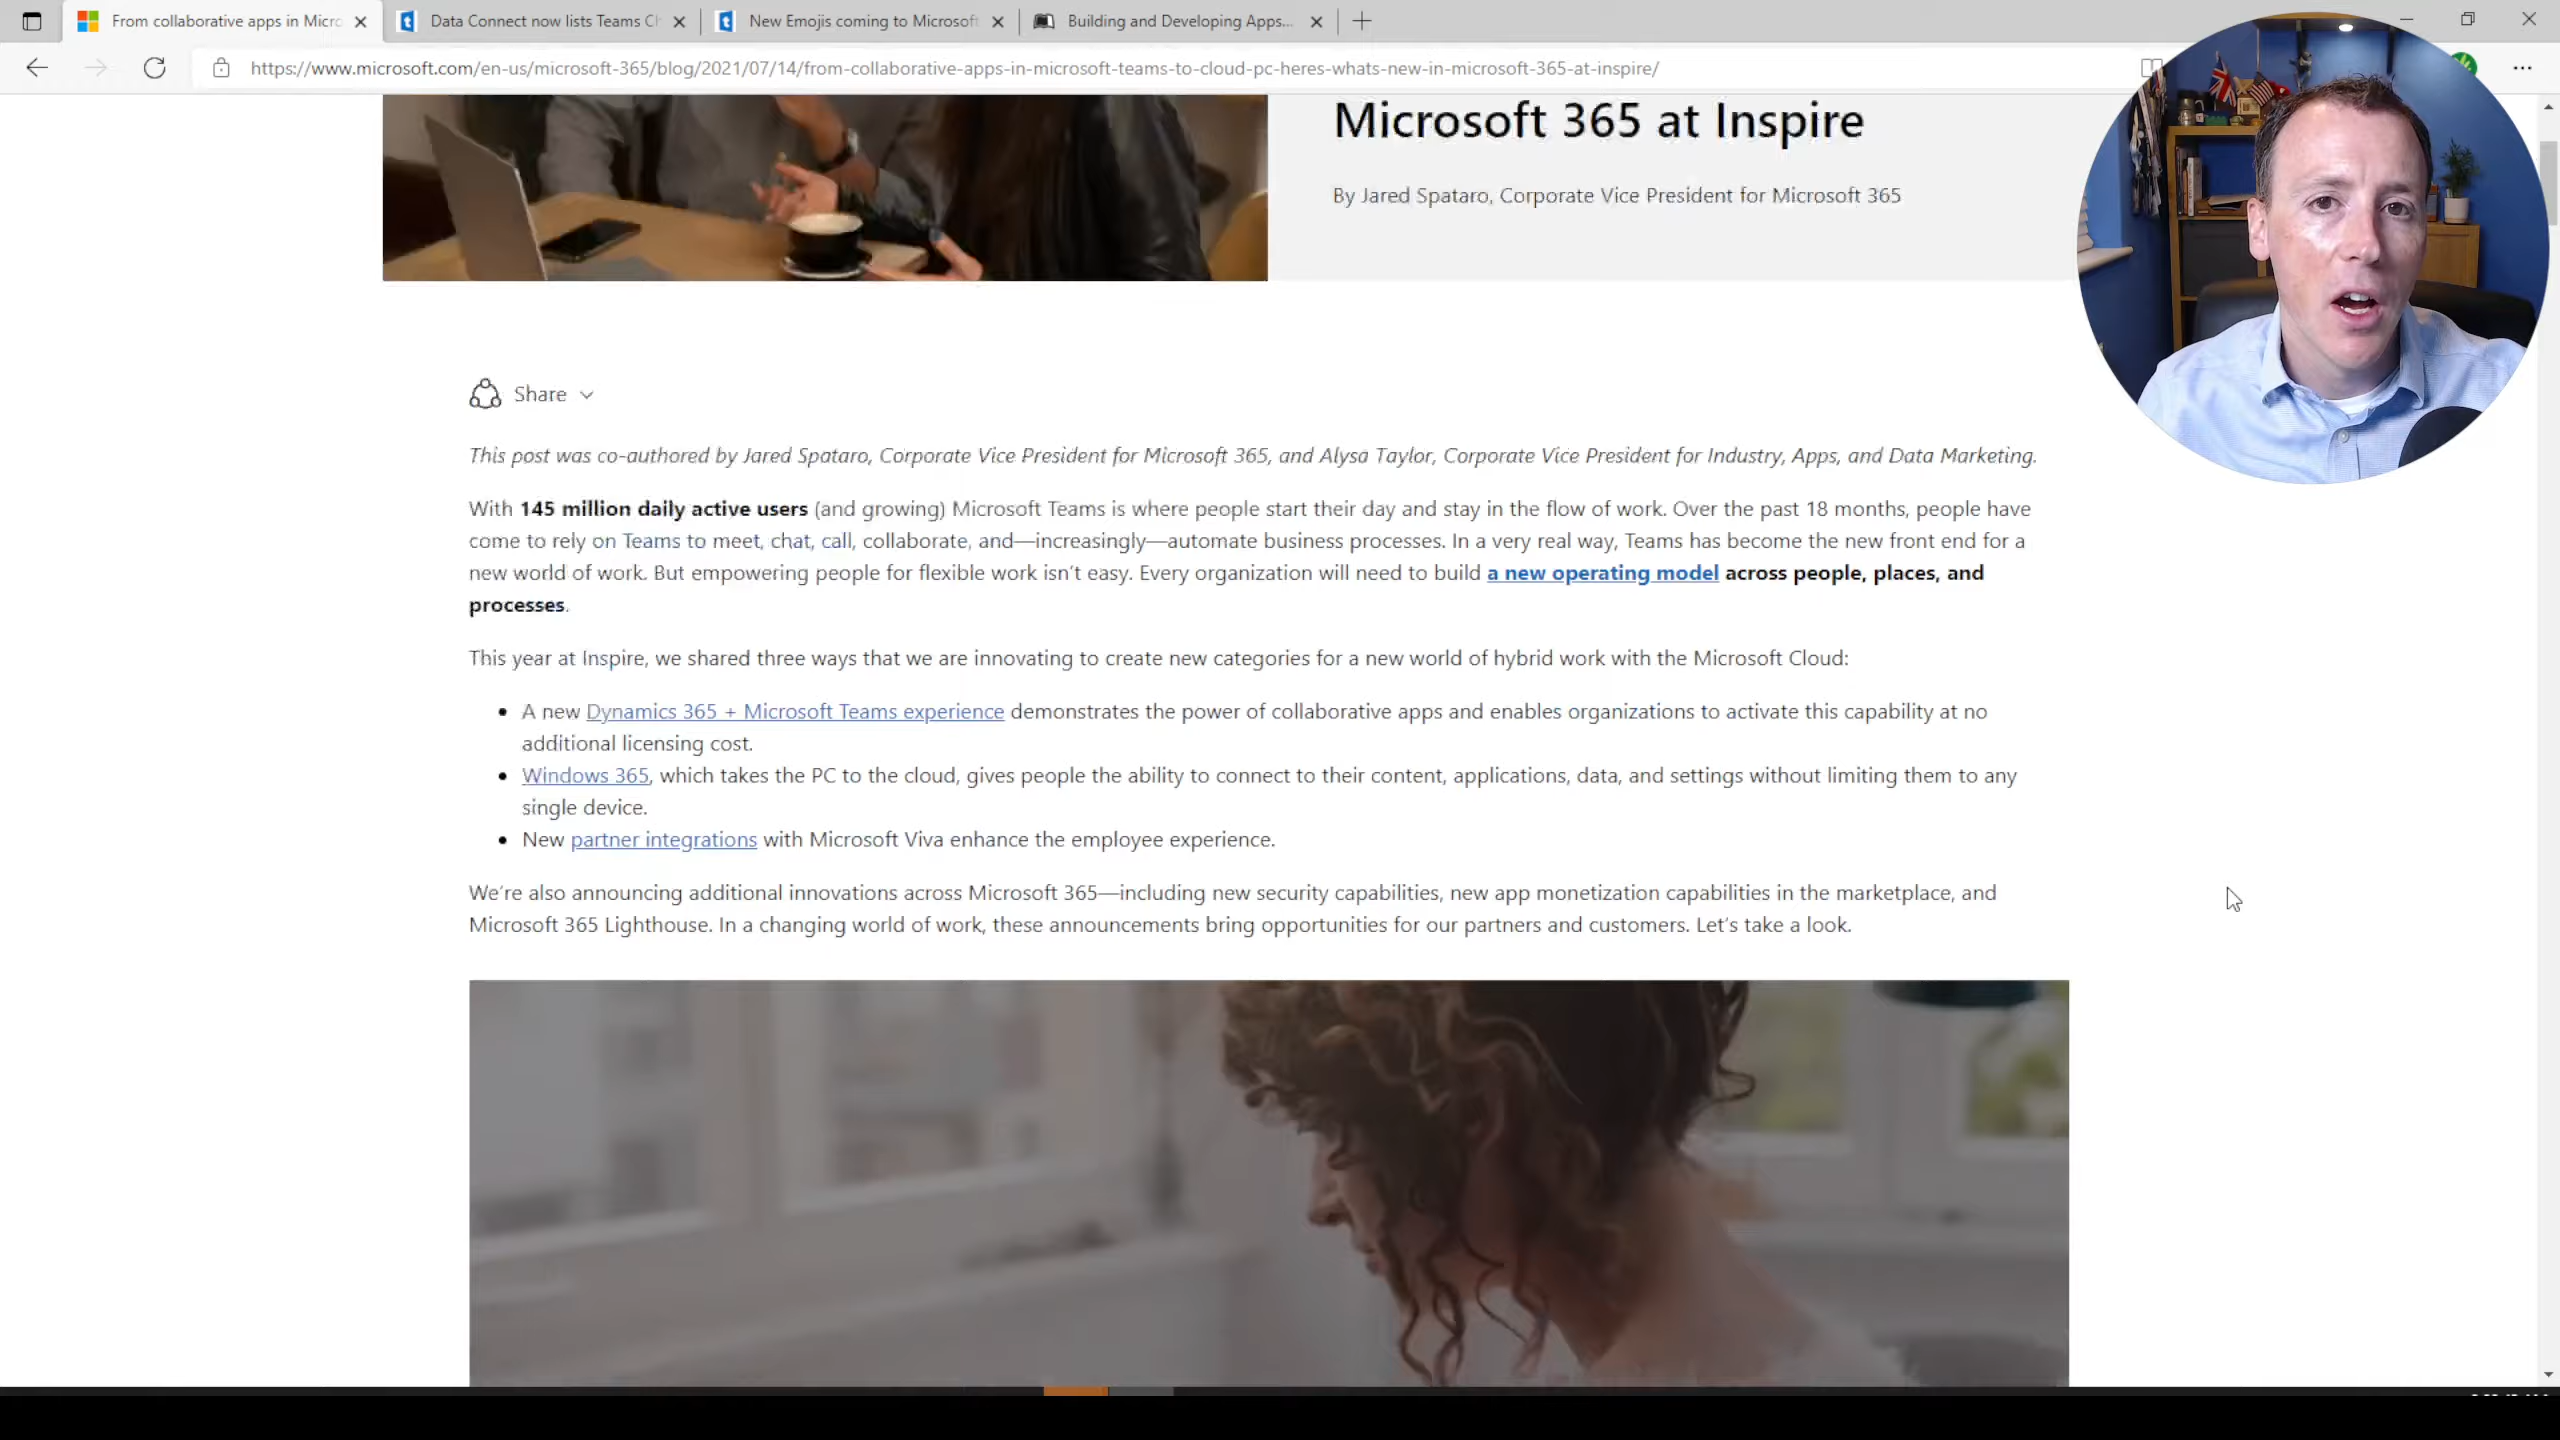 From collaborative apps in Micro
Data Connect now lists Teams Ch
New Emojis coming to Microsoft
Building and Developing Apps...
https://www.microsoft.com/en-us/microsoft-365/blog/2021/07/14/from-collaborative-apps-in-microsoft-teams-to-cloud-pc-heres-whats-new-in-microsoft-365-at-inspire/
Microsoft 365 at Inspire
By Jared Spataro, Corporate Vice President for Microsoft 365
Share
This post was co-authored by Jared Spataro, Corporate Vice President for Microsoft 365, and Alysa Taylor, Corporate Vice President for Industry, Apps, and Data Marketing.
With 145 million daily active users (and growing) Microsoft Teams is where people start their day and stay in the flow of work. Over the past 18 months, people have
come to rely on Teams to meet, chat, call, collaborate, and—increasingly—automate business processes. In a very real way, Teams has become the new front end for a
new world of work. But empowering people for flexible work isn't easy. Every organization will need to build a new operating model across people, places, and
processes.
This year at Inspire, we shared three ways that we are innovating to create new categories for a new world of hybrid work with the Microsoft Cloud:
• A new Dynamics 365 + Microsoft Teams experience demonstrates the power of collaborative apps and enables organizations to activate this capability at no
additional licensing cost.
• Windows 365, which takes the PC to the cloud, gives people the ability to connect to their content, applications, data, and settings without limiting them to any
single device.
• New partner integrations with Microsoft Viva enhance the employee experience.
We're also announcing additional innovations across Microsoft 365—including new security capabilities, new app monetization capabilities in the marketplace, and
Microsoft 365 Lighthouse. In a changing world of work, these announcements bring opportunities for our partners and customers. Let's take a look.